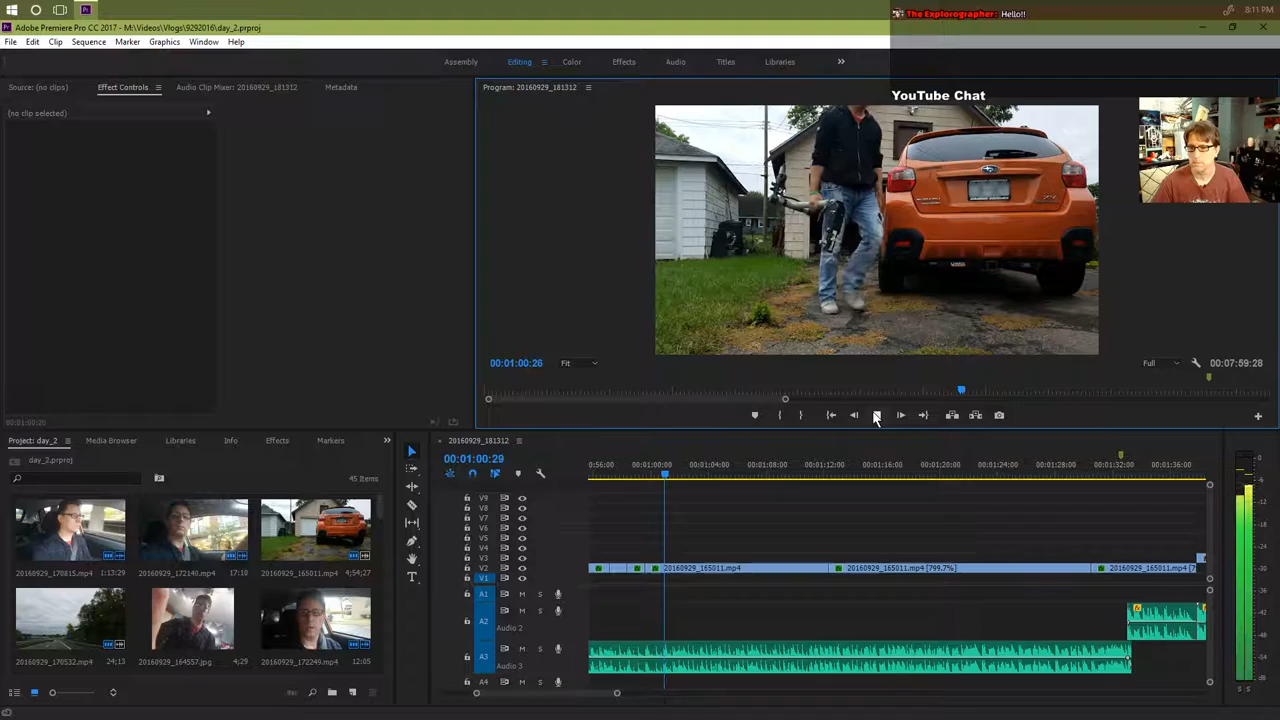 The Explorographer: Hello!!
8:11 PM
Adobe Premiere Pro CC 2017 - M:\Videos\Vlogs\9292016\day_2.prproj
File Edit Clip Sequence Marker Graphics Window Help
Assembly Editing Color Effects Audio Titles Libraries
Source: (no clips) Effect Controls Audio Clip Mixer: 20160929_181312 Metadata
Program: 20160929_181312
YouTube Chat
(no clip selected)
00:01:00:26 Fit Full 00:07:59:28
00:01:00:26
Project: day_2 Media Browser Libraries Info Effects Markers
20160929_181312
day_2.prproj
00:01:00:29
0:56:00 00:01:00:00 00:01:04:00 00:01:08:00 00:01:12:00 00:01:16:00 00:01:20:00 00:01:24:00 00:01:28:00 00:01:32:00 00:01:36:00
45 Items
V9
V8
V7
V6
V5
V4
V3
V2 20160929_165011.mp4 20160929_165011.mp4 [799.7%] 20160929_165011.mp4 [7
V1
20160929_170815.mp4 1:13:29 20160929_172140.mp4 17:10 20160929_165011.mp4 4;54;27
A1 M S
A2 M S
Audio 2
A3 M S
Audio 3
A4 M S
20160929_170532.mp4 24;13 20160929_164557.jpg 4;29 20160929_172249.mp4 12:05
0
-6
S S